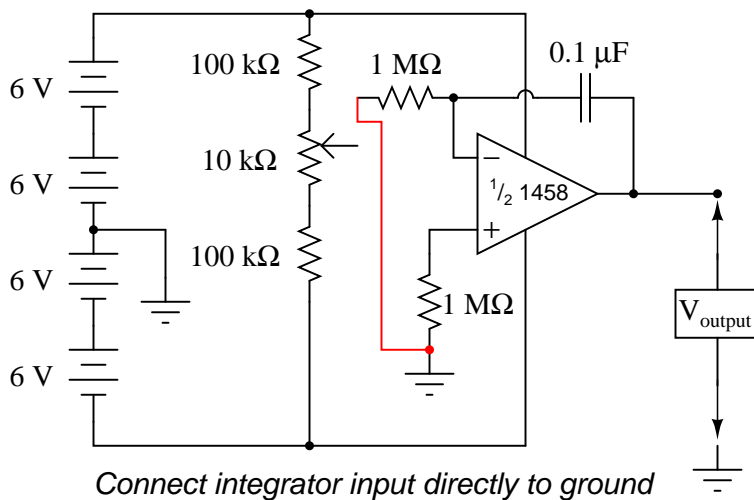 6 V
6 V
6 V
6 V
100 kΩ
10 kΩ
100 kΩ
1 MΩ
0.1 μF
−
1/2 1458
+
1 MΩ
Voutput
Connect integrator input directly to ground